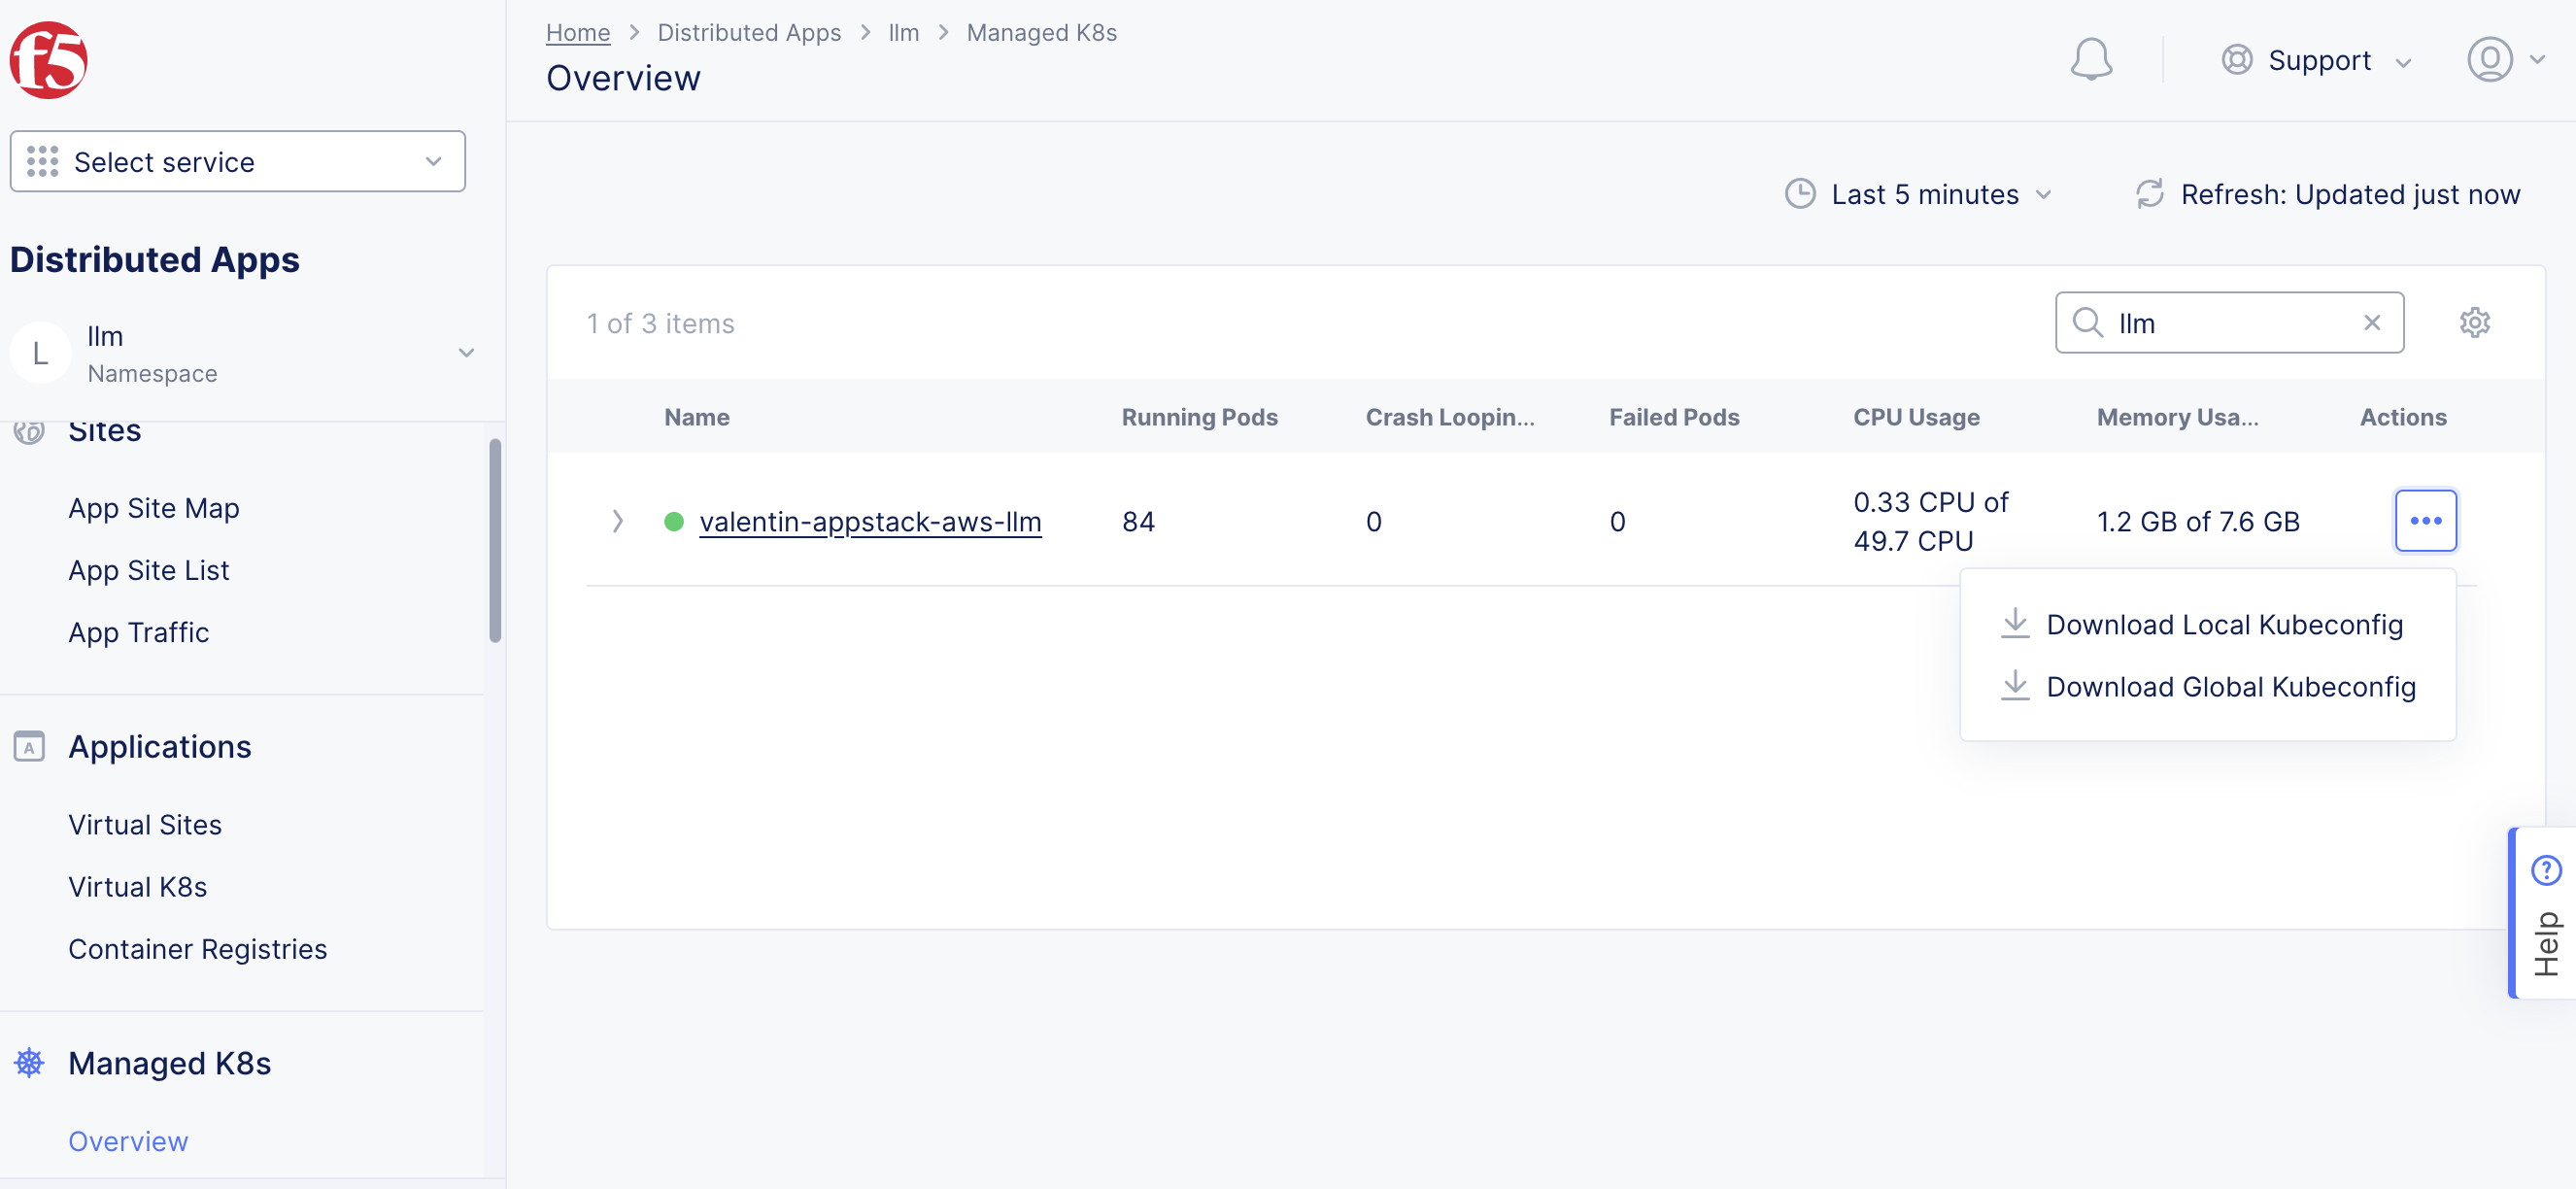 f5
Select service
Distributed Apps
L
llm
Namespace
Sites
App Site Map
App Site List
App Traffic
A
Applications
Virtual Sites
Virtual K8s
Container Registries
Managed K8s
Overview
Home > Distributed Apps > llm > Managed K8s
Overview
Support
Last 5 minutes
Refresh: Updated just now
1 of 3 items
llm
Name Running Pods Crash Loopin... Failed Pods CPU Usage Memory Usa... Actions
valentin-appstack-aws-llm 84 0 0 0.33 CPU of 49.7 CPU 1.2 GB of 7.6 GB
Download Local Kubeconfig
Download Global Kubeconfig
? Help